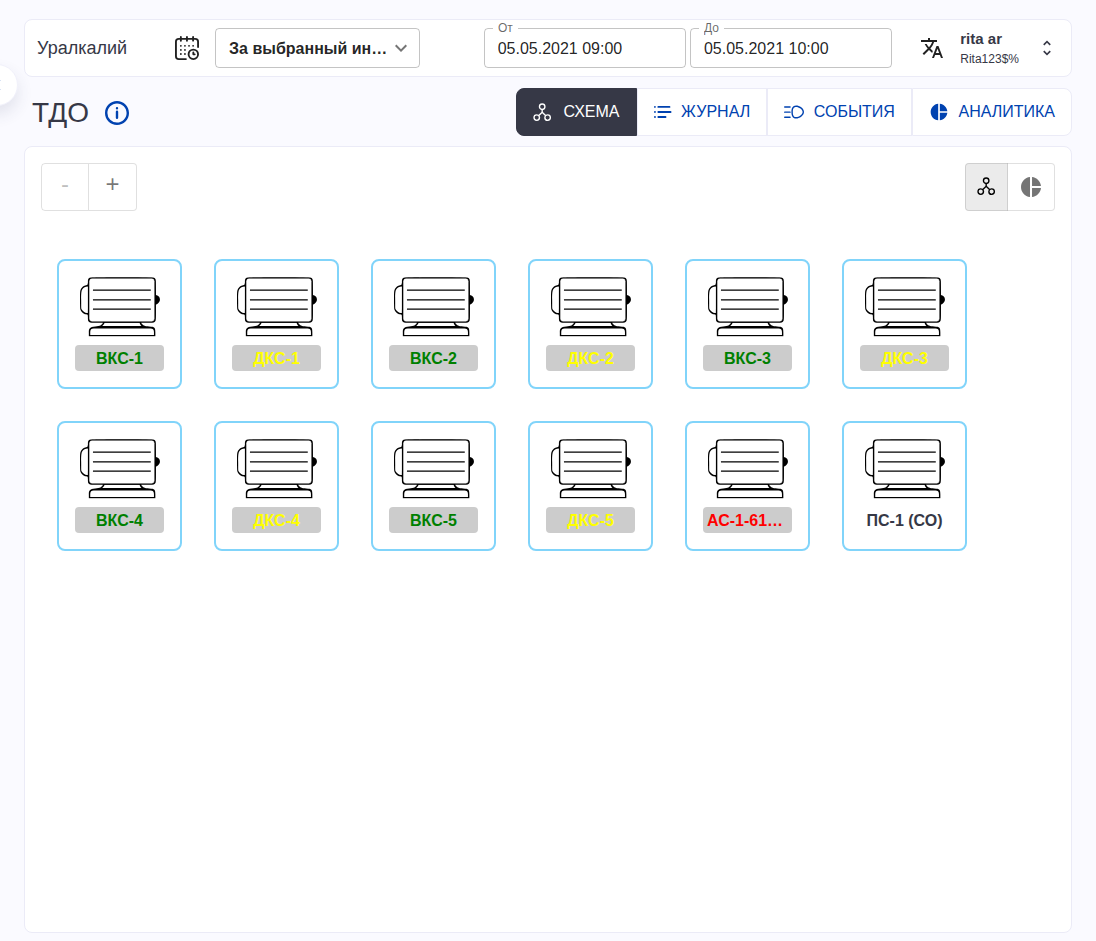 Уралкалий
За выбранный ин...
От
05.05.2021 09:00
До
05.05.2021 10:00
rita ar
Rita123$%
ТДО
СХЕМА
ЖУРНАЛ
СОБЫТИЯ
АНАЛИТИКА
- +
ВКС-1
ДКС-1
ВКС-2
ДКС-2
ВКС-3
ДКС-3
ВКС-4
ДКС-4
ВКС-5
ДКС-5
АС-1-61...
ПС-1 (СО)